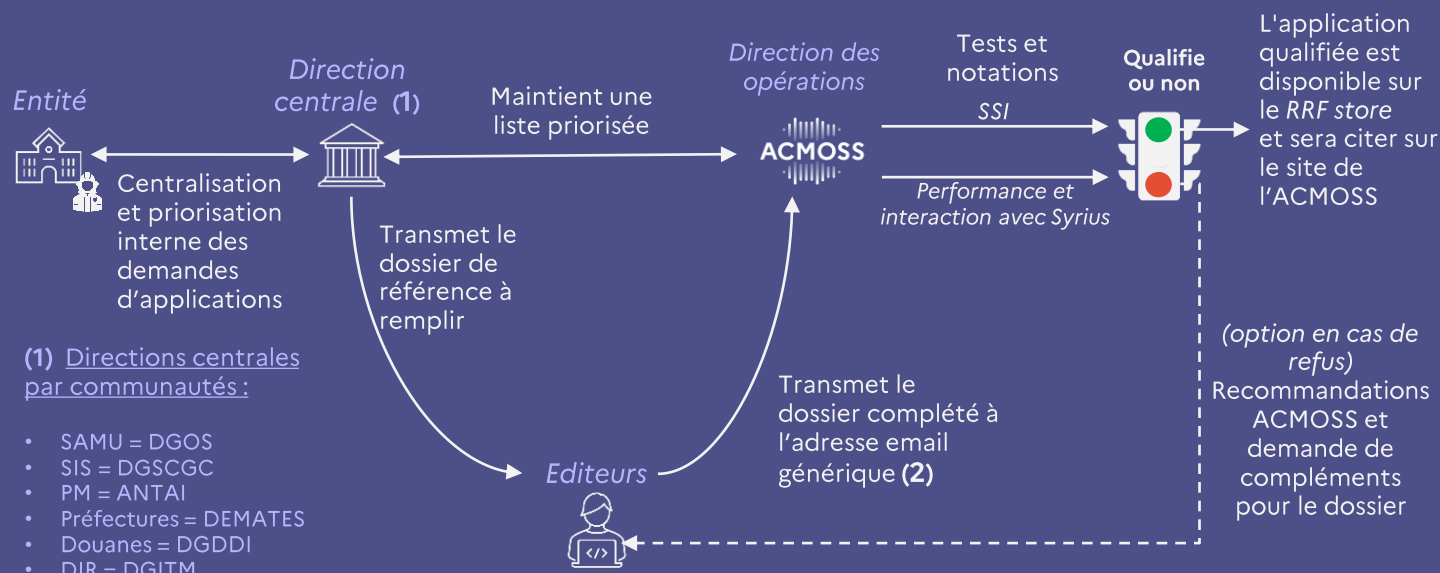 Entité
Centralisation
et priorisation
interne des
demandes
d’applications
Direction
centrale (1)
Maintient une
liste priorisée
Direction des
opérations
ACMOSS
Tests et
notations
SSI
Performance et
interaction avec Syrius
Qualifie
ou non
L'application
qualifiée est
disponible sur
le RRF store
et sera citer sur
le site de
l’ACMOSS
Transmet le
dossier de
référence à
remplir
(1) Directions centrales
par communautés :
• SAMU = DGOS
• SIS = DGSCGC
• PM = ANTAI
• Préfectures = DEMATES
• Douanes = DGDDI
• DIR = DGITM
Editeurs
</>
Transmet le
dossier complété à
l’adresse email
générique (2)
(option en cas de
refus)
Recommandations
ACMOSS et
demande de
compléments
pour le dossier